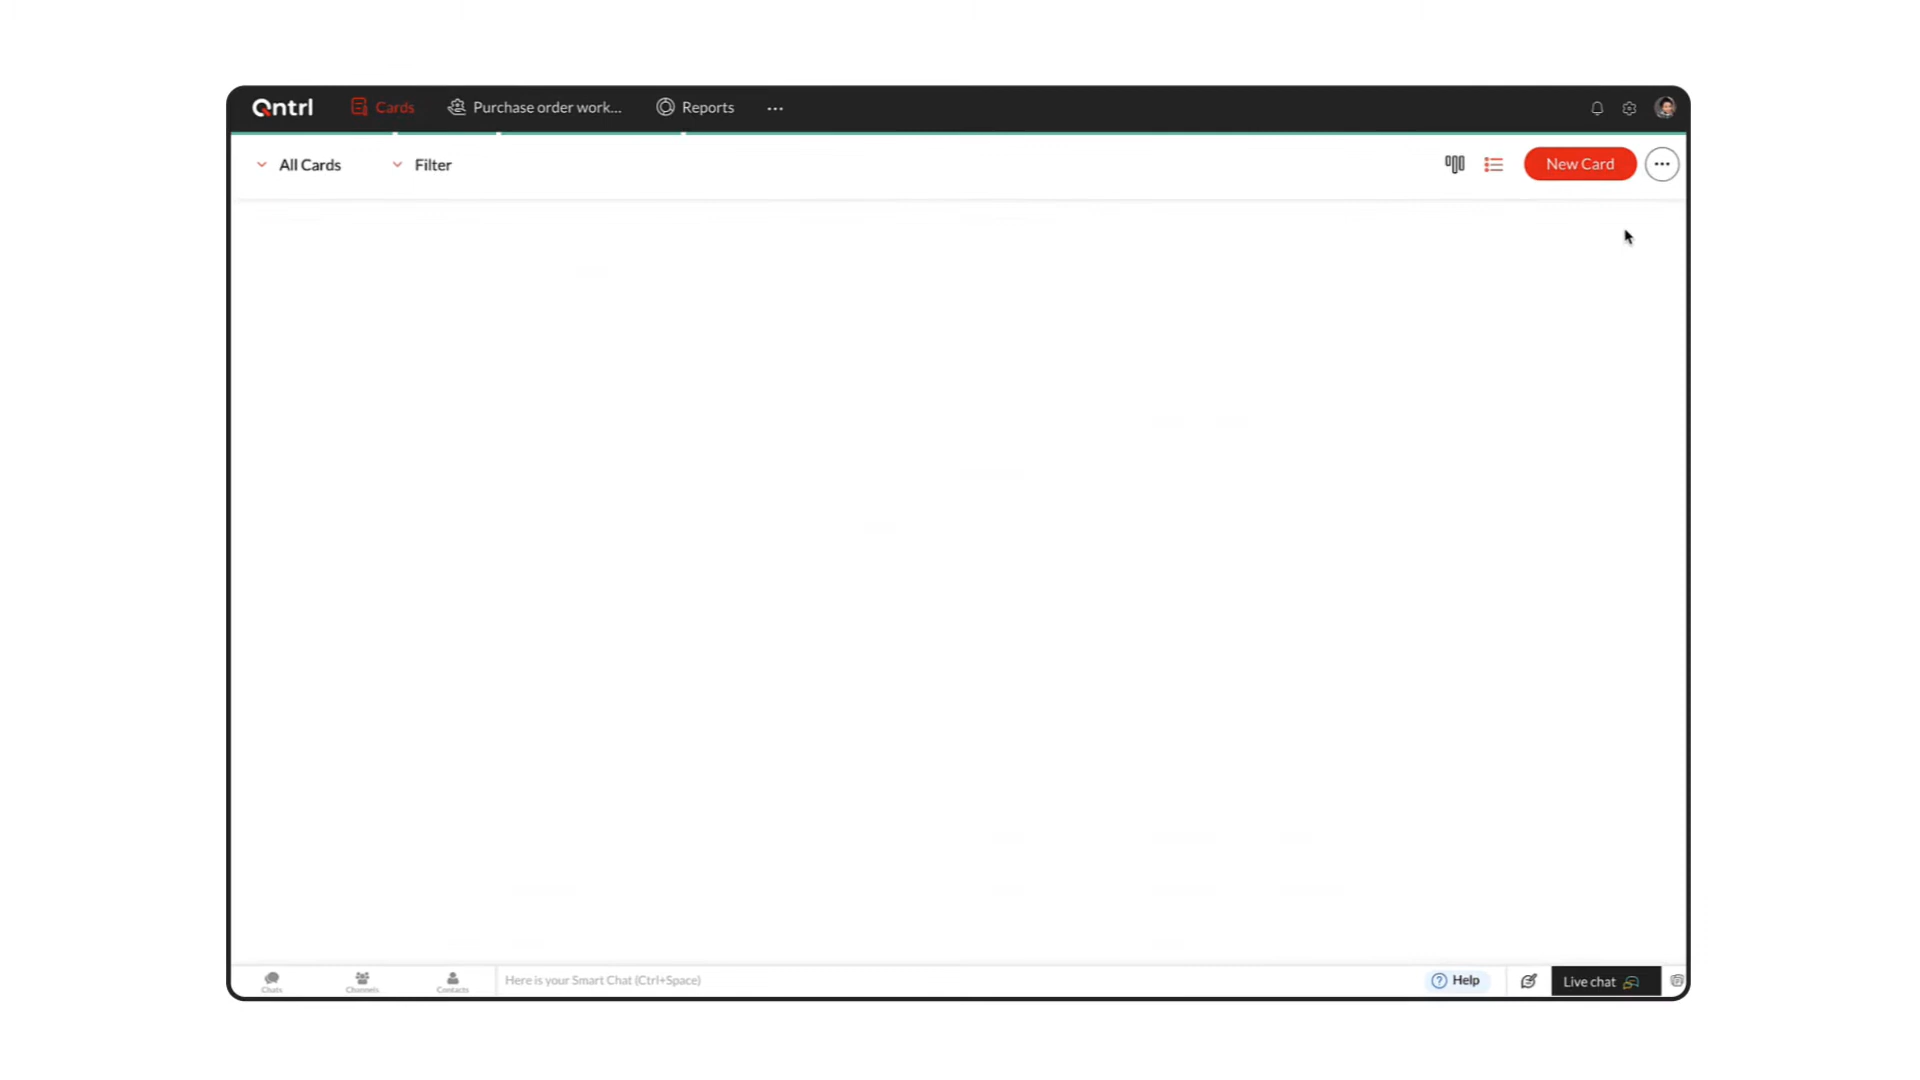 Qntrl Cards Purchase order work... Reports ...
All Cards Filter New Card ...
Chats Channels Contacts Here is your Smart Chat (Ctrl+Space) Help Live chat